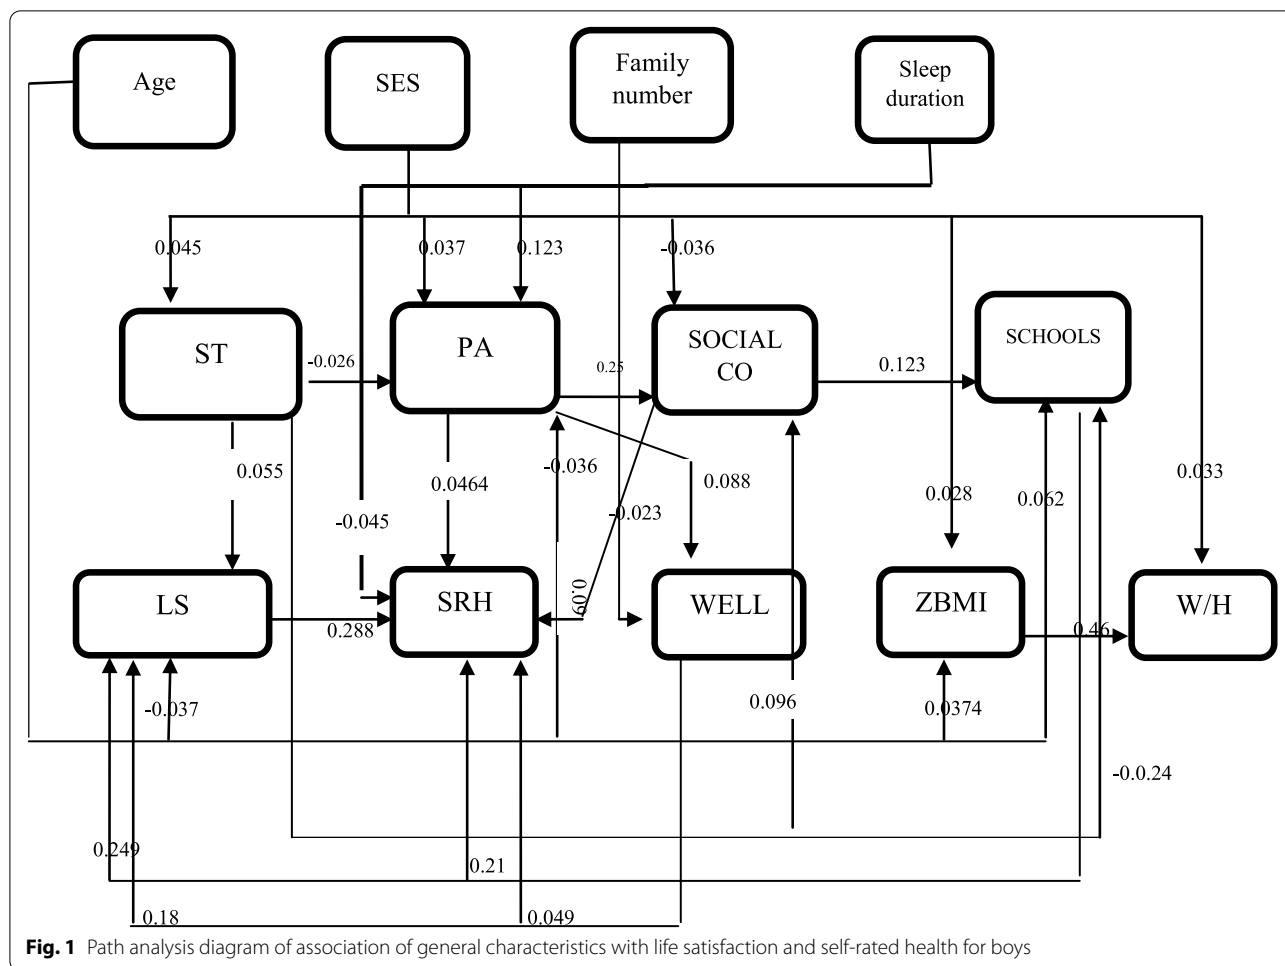 Age
SES
Family
number
Sleep
duration
0.045
0.037
0.123
-0.036
ST
-0.026
PA
0.25
SOCIAL
CO
0.123
SCHOOLS
0.055
0.0464
-0.036
0.088
0.028
0.062
0.033
-0.045
-0.023
LS
0.288
SRH
0.09
WELL
ZBMI
0.46
W/H
-0.037
0.096
0.0374
-0.0.24
0.249
0.21
0.18
0.049
Fig. 1 Path analysis diagram of association of general characteristics with life satisfaction and self-rated health for boys